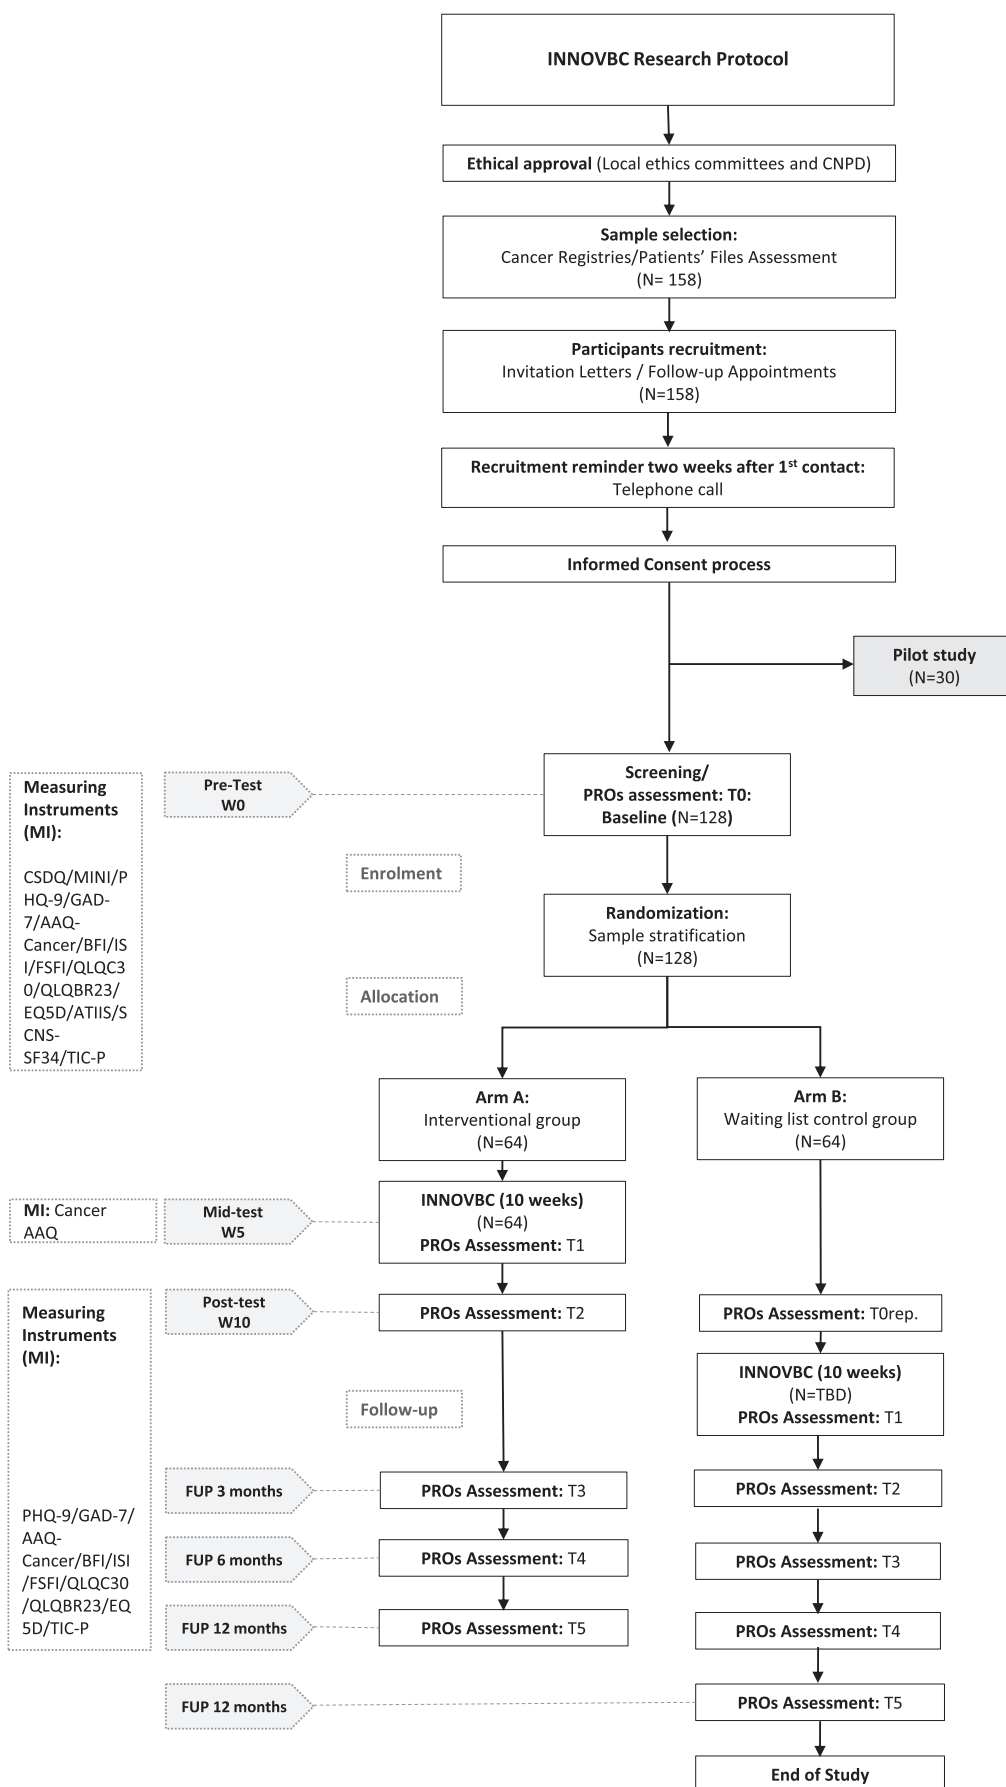 INNOVBC Research Protocol
Ethical approval (Local ethics committees and CNPD)
Sample selection:
Cancer Registries/Patients’ Files Assessment
(N= 158)
Participants recruitment:
Invitation Letters / Follow-up Appointments
(N=158)
Recruitment reminder two weeks after 1st contact:
Telephone call
Informed Consent process
Pilot study
(N=30)
Measuring
Instruments
(MI):
CSDQ/MINI/P
HQ-9/GAD-
7/AAQ-
Cancer/BFI/IS
I/FSFI/QLQC3
0/QLQBR23/
EQ5D/ATIIS/S
CNS-
SF34/TIC-P
Pre-Test
W0
Screening/
PROs assessment: T0:
Baseline (N=128)
Enrolment
Randomization:
Sample stratification
(N=128)
Allocation
Arm A:
Interventional group
(N=64)
Arm B:
Waiting list control group
(N=64)
MI: Cancer
AAQ
Mid-test
W5
INNOVBC (10 weeks)
(N=64)
PROs Assessment: T1
Measuring
Instruments
(MI):
PHQ-9/GAD-7/
AAQ-
Cancer/BFI/ISI
/FSFI/QLQC30
/QLQBR23/EQ
5D/TIC-P
Post-test
W10
PROs Assessment: T2
PROs Assessment: T0rep.
INNOVBC (10 weeks)
(N=TBD)
PROs Assessment: T1
Follow-up
FUP 3 months
PROs Assessment: T3
PROs Assessment: T2
FUP 6 months
PROs Assessment: T4
PROs Assessment: T3
FUP 12 months
PROs Assessment: T5
PROs Assessment: T4
FUP 12 months
PROs Assessment: T5
End of Study